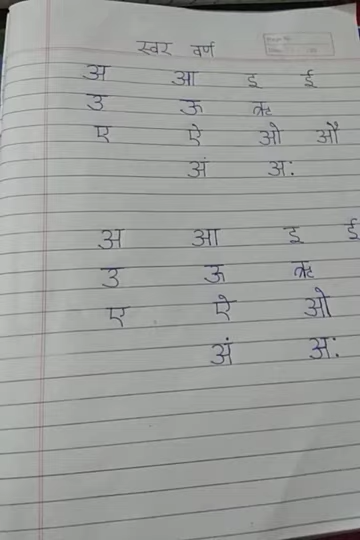 स्वर वर्ण
अ आ इ ई
उ ऊ ऋ
ए ऐ ओ औ
अं अ:
अ आ इ ई
उ ऊ ऋ
ए ऐ ओ
अं अ: